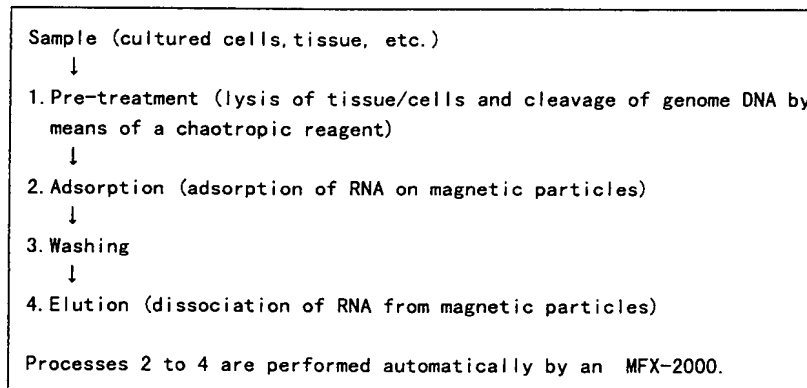 Sample (cultured cells, tissue, etc.)
↓
1. Pre-treatment (lysis of tissue/cells and cleavage of genome DNA by
means of a chaotropic reagent)
↓
2. Adsorption (adsorption of RNA on magnetic particles)
↓
3. Washing
↓
4. Elution (dissociation of RNA from magnetic particles)
Processes 2 to 4 are performed automatically by an MFX-2000.